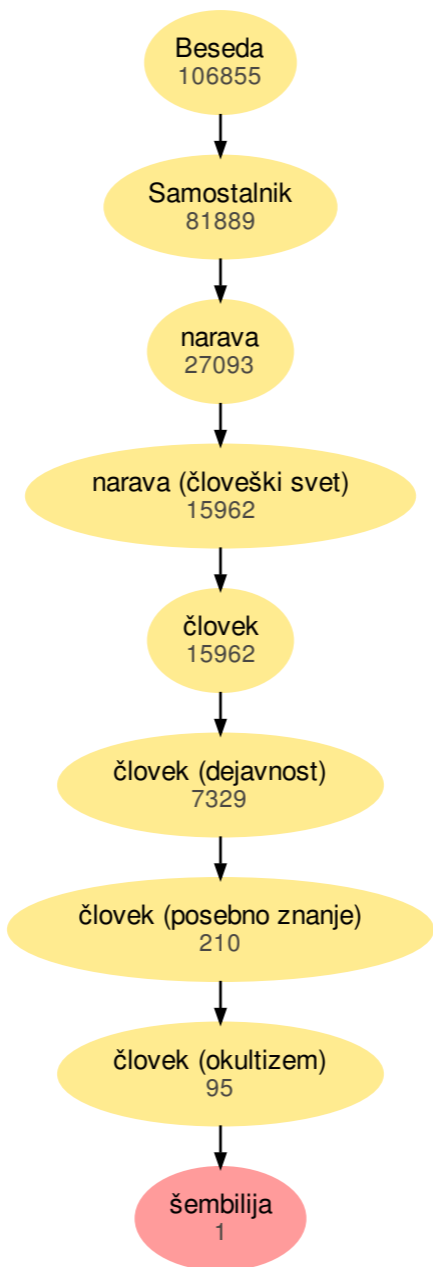 Beseda
106855
Samostalnik
81889
narava
27093
narava (človeški svet)
15962
človek
15962
človek (dejavnost)
7329
človek (posebno znanje)
210
človek (okultizem)
95
šembilija
1